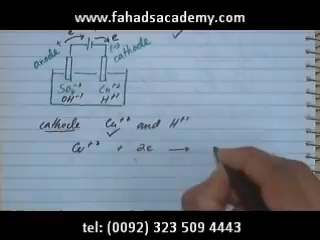 www.fahadsacademy.com
e e
+ (-)
anode cathode
SO4-2 Cu+2
OH-1 H+1
cathode Cu+2 and H+1
Cu+2 + 2e →
tel: (0092) 323 509 4443